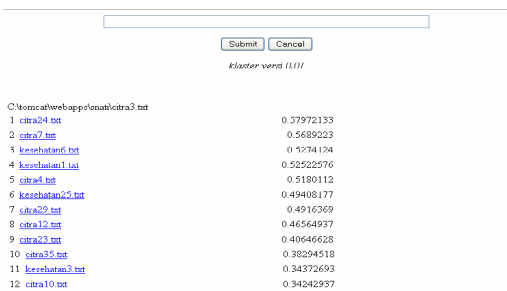 Submit Cancel
klaster versi 0.01
C:\tomcat\webapps\snati\citra3.txt
1 citra24.txt 0.57972133
2 citra7.txt 0.5689223
3 kesehatan6.txt 0.5274124
4 kesehatan1.txt 0.52522576
5 citra4.txt 0.5180112
6 kesehatan25.txt 0.49408177
7 citra29.txt 0.4916369
8 citra12.txt 0.46564937
9 citra23.txt 0.40646628
10 citra35.txt 0.38294518
11 kesehatan3.txt 0.34372693
12 citra10.txt 0.34242937